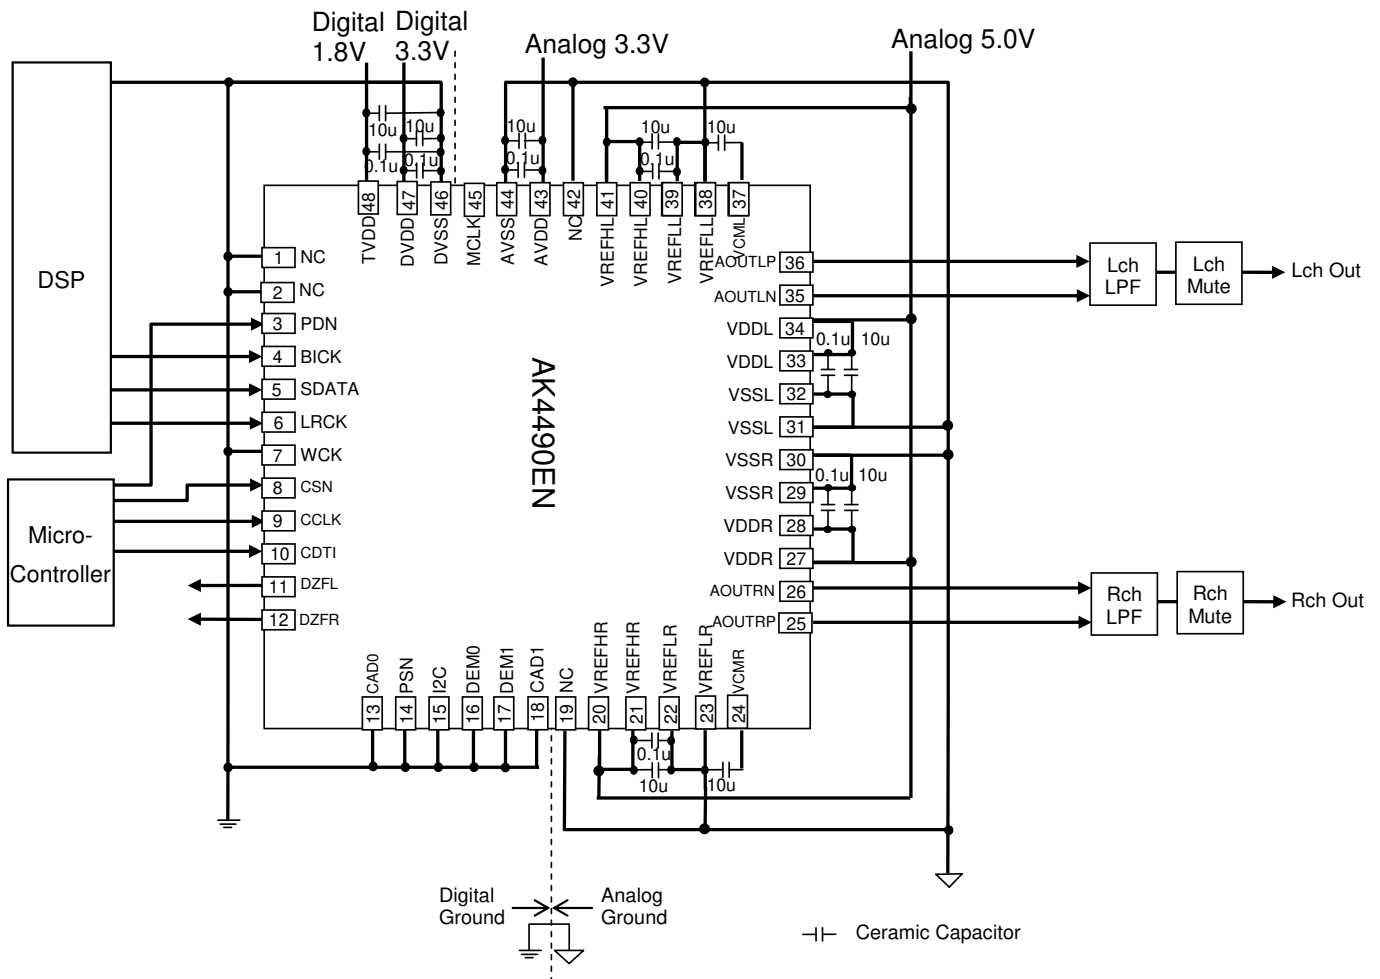 Digital
1.8V
Digital
3.3V
Analog 3.3V
Analog 5.0V
DSP
10u
10u
0.1u
0.1u
10u
0.1u
10u
0.1u
10u
48
47
46
45
44
43
42
41
40
39
38
37
TVDD
DVDD
DVSS
MCLK
AVSS
AVDD
NC
VREFHL
VREFHL
VREFLL
VREFLL
VCML
1 NC
2 NC
3 PDN
4 BICK
5 SDATA
6 LRCK
7 WCK
8 CSN
9 CCLK
10 CDTI
11 DZFL
12 DZFR
Micro-
Controller
AK4490EN
AOUTLP 36
AOUTLN 35
VDDL 34
VDDL 33
VSSL 32
VSSL 31
VSSR 30
VSSR 29
VDDR 28
VDDR 27
AOUTRN 26
AOUTRP 25
0.1u 10u
0.1u 10u
Lch
LPF
Lch
Mute
Lch Out
Rch
LPF
Rch
Mute
Rch Out
CAD0
PSN
I2C
DEM0
DEM1
CAD1
NC
VREFHR
VREFHR
VREFLR
VREFLR
VCMR
13
14
15
16
17
18
19
20
21
22
23
24
0.1u
10u
10u
Digital
Ground
Analog
Ground
Ceramic Capacitor